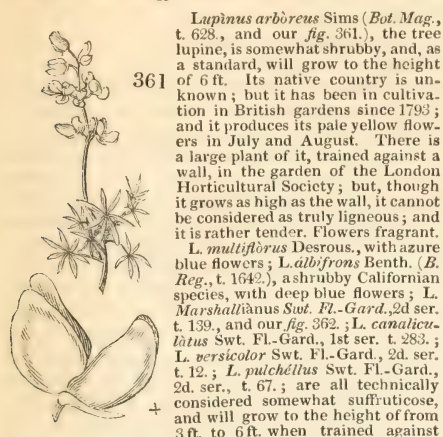 Lupinus arbòreus Sims (Bot. Mag.,
t. 628., and our fig. 361.), the tree
lupine, is somewhat shrubby, and, as
a standard, will grow to the height
361 of 6 ft. Its native country is un-
known; but it has been in cultiva-
tion in British gardens since 1793;
and it produces its pale yellow flow-
ers in July and August. There is
a large plant of it, trained against a
wall, in the garden of the London
Horticultural Society; but, though
it grows as high as the wall, it cannot
be considered as truly ligneous; and
it is rather tender. Flowers fragrant.
L. multiflòrus Desrous., with azure
blue flowers; L. álbifrons Benth. (B.
Reg., t. 1642.), a shrubby Californian
species, with deep blue flowers; L.
Marshalliànus Swt. Fl.-Gard., 2d ser.
t. 139., and our fig. 362.; L. canalicu-
làtus Swt. Fl.-Gard., 1st ser. t. 283.;
L. versícolor Swt. Fl.-Gard., 2d. ser.
t. 12.; L. pulchéllus Swt. Fl.-Gard.,
2d. ser., t. 67.; are all technically
considered somewhat suffruticose,
and will grow to the height of from
3 ft. to 6 ft. when trained against